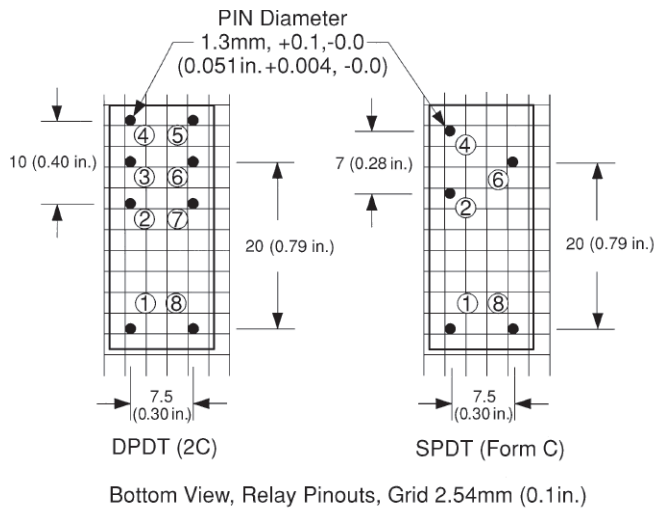 PIN Diameter
1.3mm, +0.1,-0.0
(0.051in.+0.004, -0.0)
10 (0.40 in.)
④ ⑤
③ ⑥
② ⑦
① ⑧
20 (0.79 in.)
7.5
(0.30 in.)
DPDT (2C)
7 (0.28 in.)
④
⑥
②
① ⑧
20 (0.79 in.)
7.5
(0.30 in.)
SPDT (Form C)
Bottom View, Relay Pinouts, Grid 2.54mm (0.1in.)